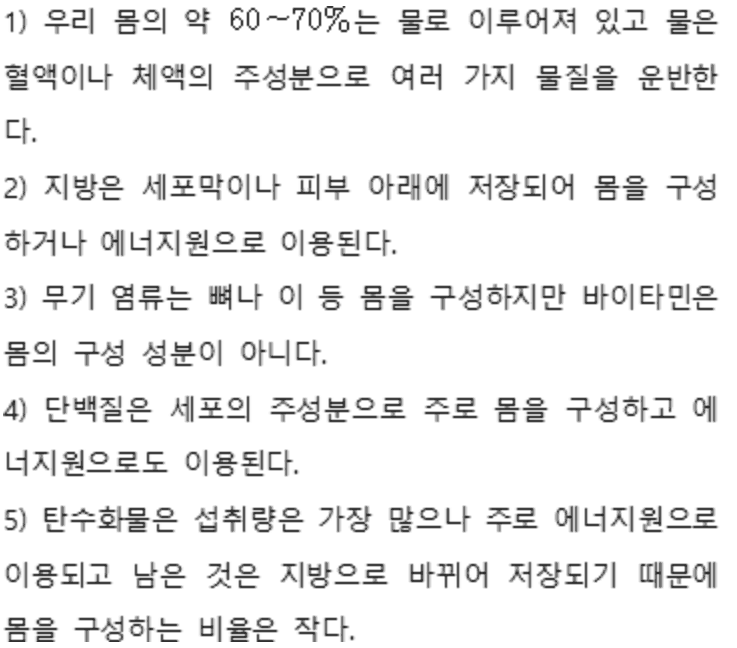 1) 우리 몸의 약 60~70%는 물로 이루어져 있고 물은
혈액이나 체액의 주성분으로 여러 가지 물질을 운반한
다.
2) 지방은 세포막이나 피부 아래에 저장되어 몸을 구성
하거나 에너지원으로 이용된다.
3) 무기 염류는 뼈나 이 등 몸을 구성하지만 바이타민은
몸의 구성 성분이 아니다.
4) 단백질은 세포의 주성분으로 주로 몸을 구성하고 에
너지원으로도 이용된다.
5) 탄수화물은 섭취량은 가장 많으나 주로 에너지원으로
이용되고 남은 것은 지방으로 바뀌어 저장되기 때문에
몸을 구성하는 비율은 작다.